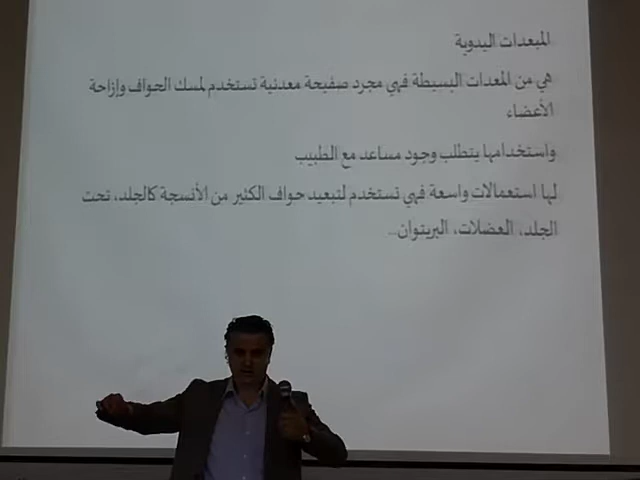 المبعدات اليدوية
هي من المعدات البسيطة فهي مجرد صفيحة معدنية تستخدم لمسك الحواف وإزاحة
الأعضاء
واستخدامها يتطلب وجود مساعد مع الطبيب
لها استعمالات واسعة فهي تستخدم لتبعيد حواف الكثير من الأنسجة كالجلد، تحت
الجلد، العضلات، البريتوان...